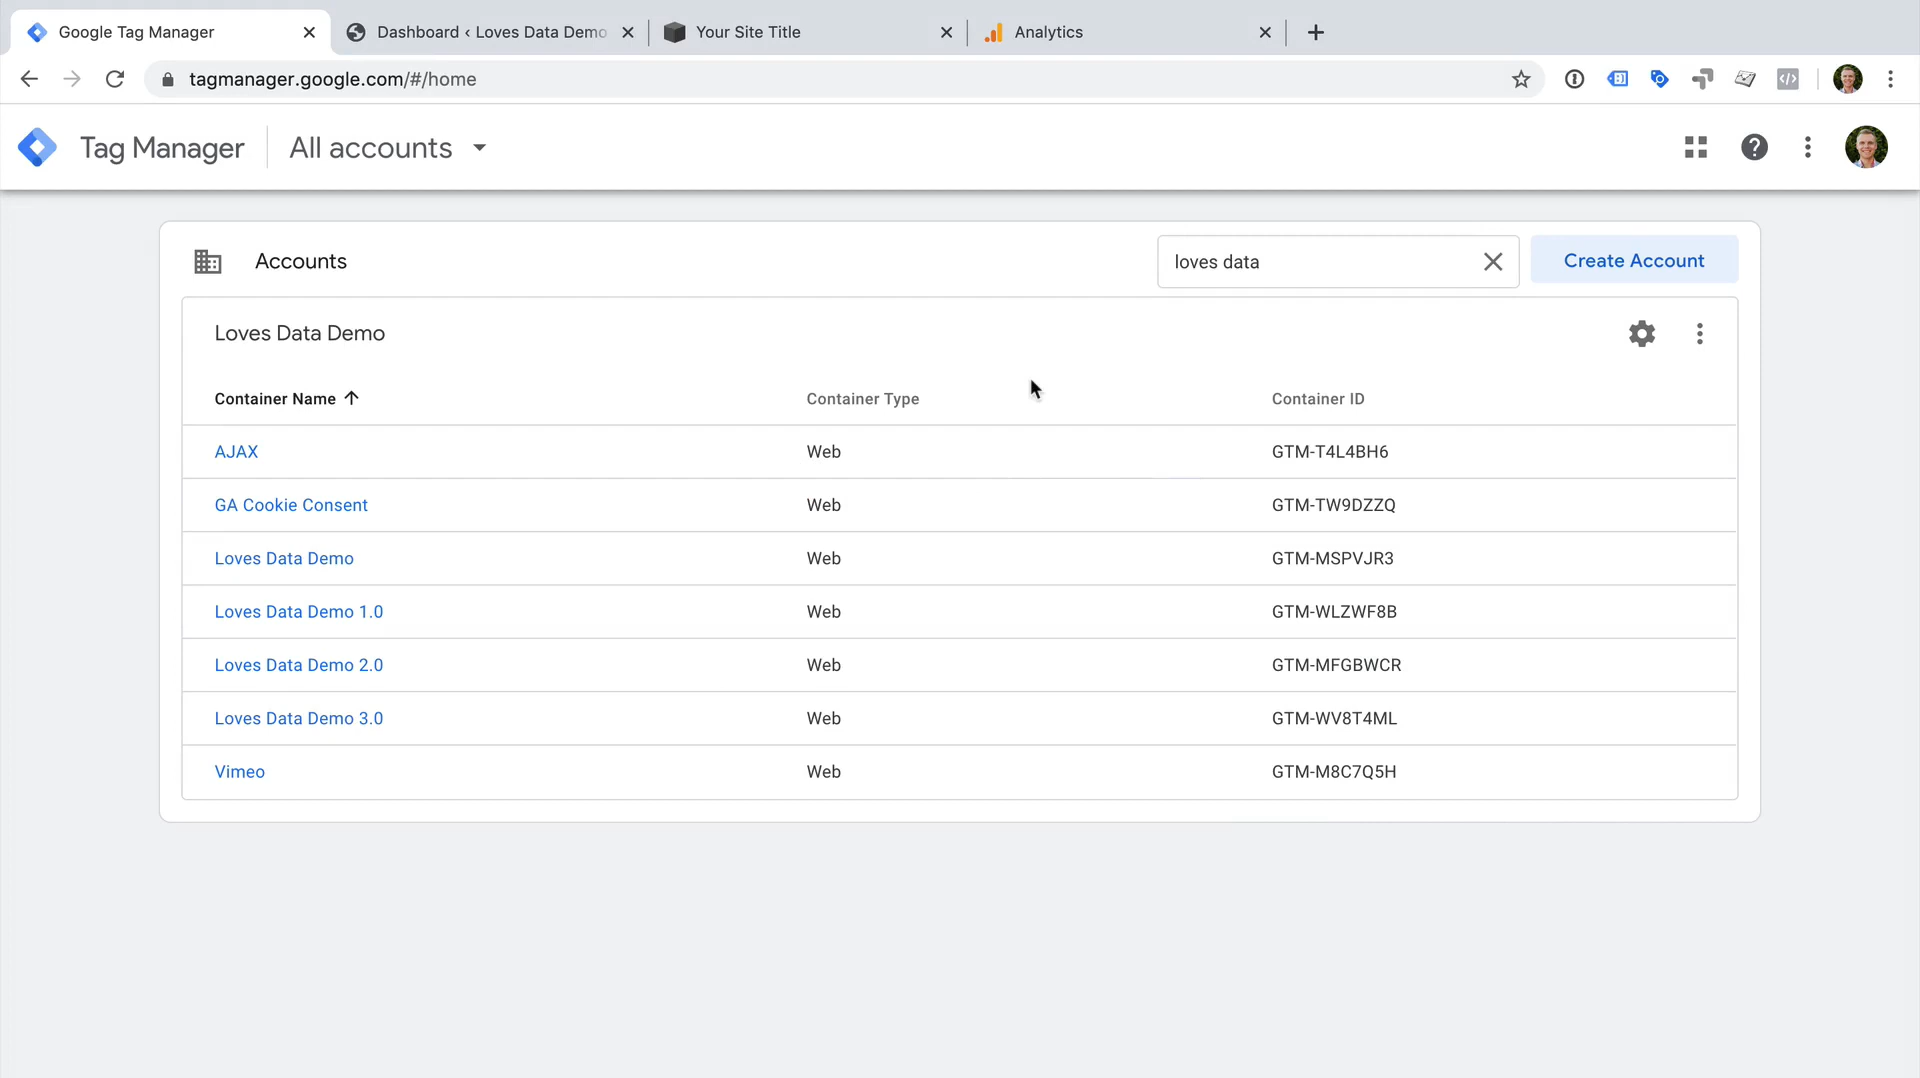 Google Tag Manager
Dashboard ‹ Loves Data Demo
Your Site Title
Analytics
tagmanager.google.com/#/home
Tag Manager
All accounts
Accounts
loves data
Create Account
Loves Data Demo
Container Name Container Type Container ID
AJAX Web GTM-T4L4BH6
GA Cookie Consent Web GTM-TW9DZZQ
Loves Data Demo Web GTM-MSPVJR3
Loves Data Demo 1.0 Web GTM-WLZWF8B
Loves Data Demo 2.0 Web GTM-MFGBWCR
Loves Data Demo 3.0 Web GTM-WV8T4ML
Vimeo Web GTM-M8C7Q5H